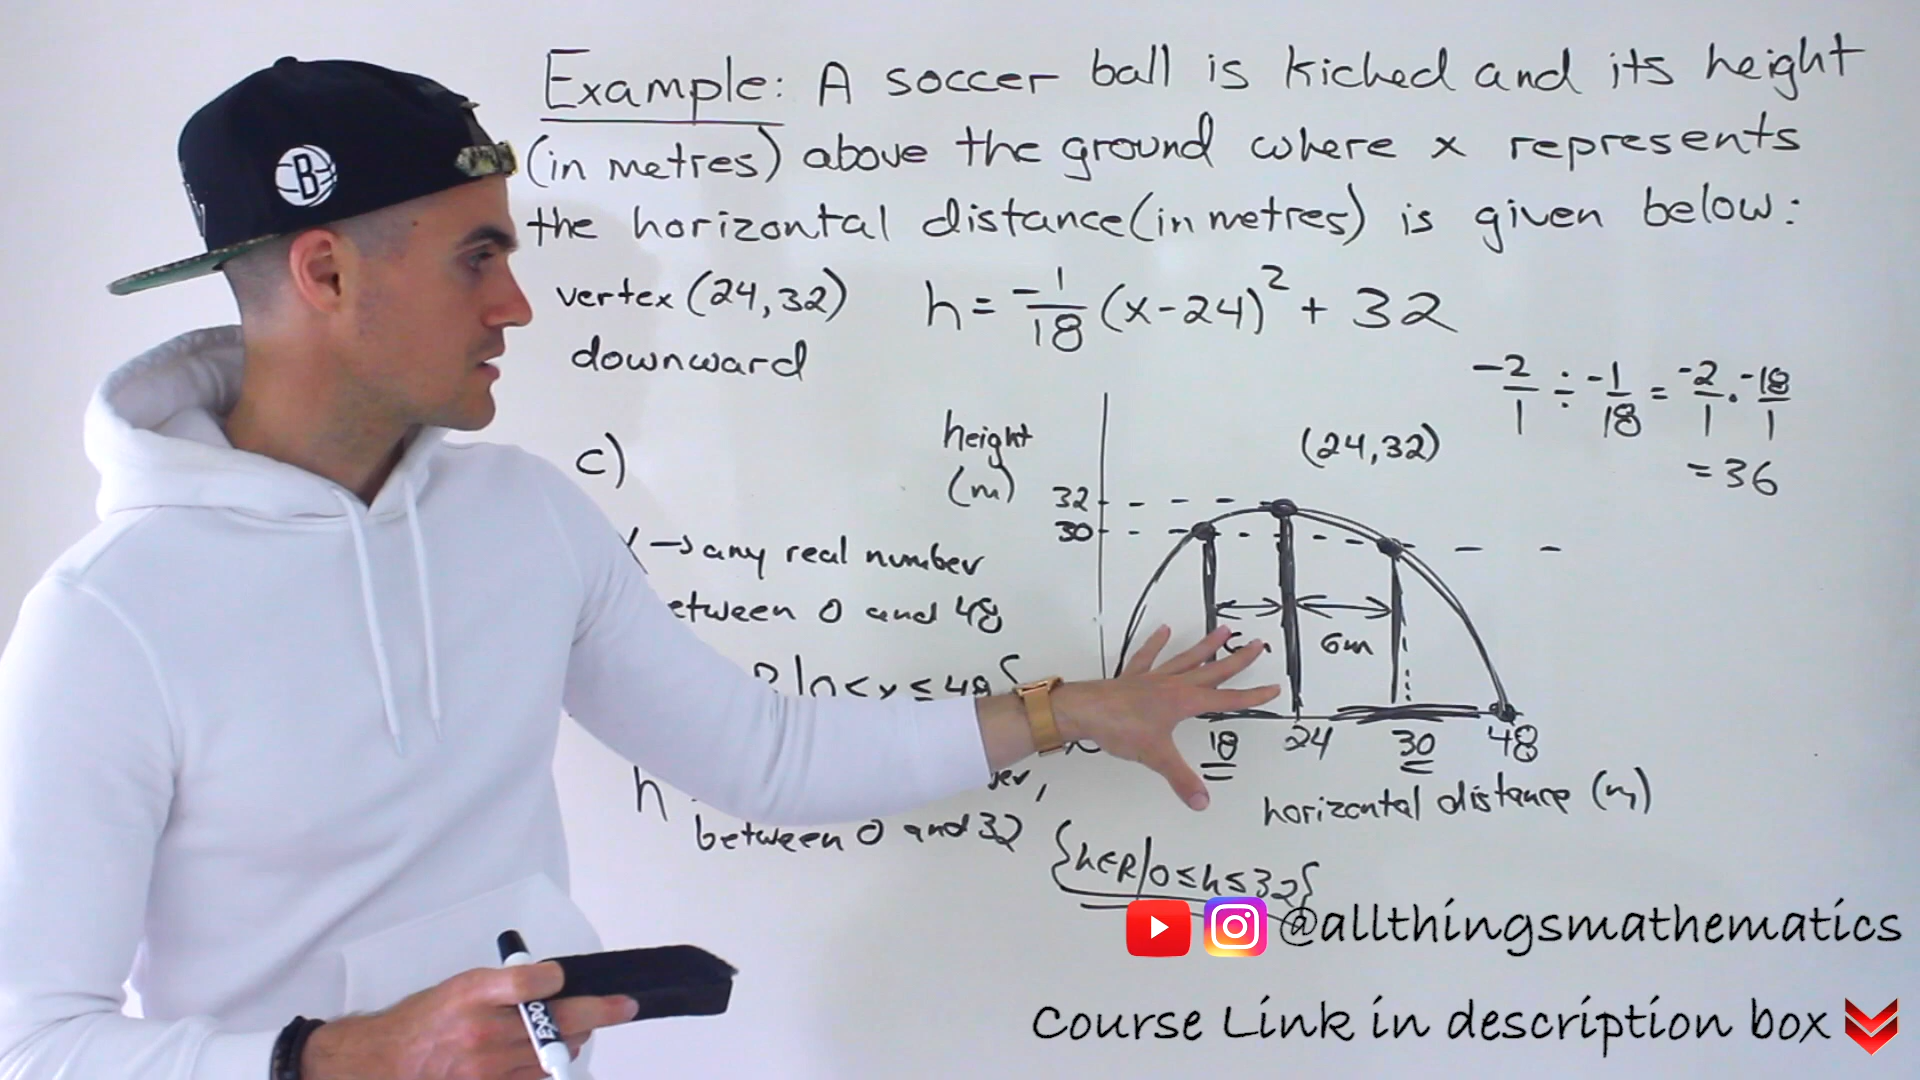 Example: A soccer ball is kicked and its height
(in metres) above the ground where x represents
the horizontal distance (in metres) is given below:
vertex (24,32)
downward
h = -1/18 (x-24)² + 32
-2/1 ÷ -1/18 = -2/1 · -18/1
= 36
c)
height
(m)
(24,32)
32
30
→ any real number
etween 0 and 48
R | 0 ≤ x ≤ 48}
6m
18
24
30
48
horizontal distance (m)
h
between 0 and 32
{h∈R | 0 ≤ h ≤ 32}
B
EXPO
@allthingsmathematics
Course Link in description box